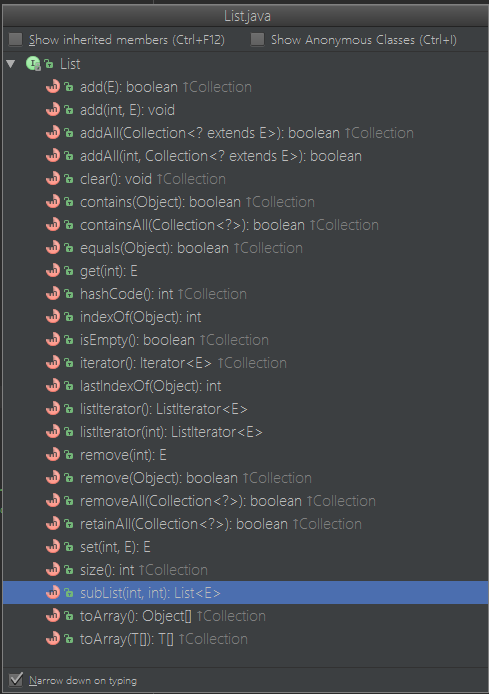 List.java
Show inherited members (Ctrl+F12) Show Anonymous Classes (Ctrl+I)
List
add(E): boolean ↑Collection
add(int, E): void
addAll(Collection<? extends E>): boolean ↑Collection
addAll(int, Collection<? extends E>): boolean
clear(): void ↑Collection
contains(Object): boolean ↑Collection
containsAll(Collection<?>): boolean ↑Collection
equals(Object): boolean ↑Collection
get(int): E
hashCode(): int ↑Collection
indexOf(Object): int
isEmpty(): boolean ↑Collection
iterator(): Iterator<E> ↑Collection
lastIndexOf(Object): int
listIterator(): ListIterator<E>
listIterator(int): ListIterator<E>
remove(int): E
remove(Object): boolean ↑Collection
removeAll(Collection<?>): boolean ↑Collection
retainAll(Collection<?>): boolean ↑Collection
set(int, E): E
size(): int ↑Collection
subList(int, int): List<E>
toArray(): Object[] ↑Collection
toArray(T[]): T[] ↑Collection
Narrow down on typing